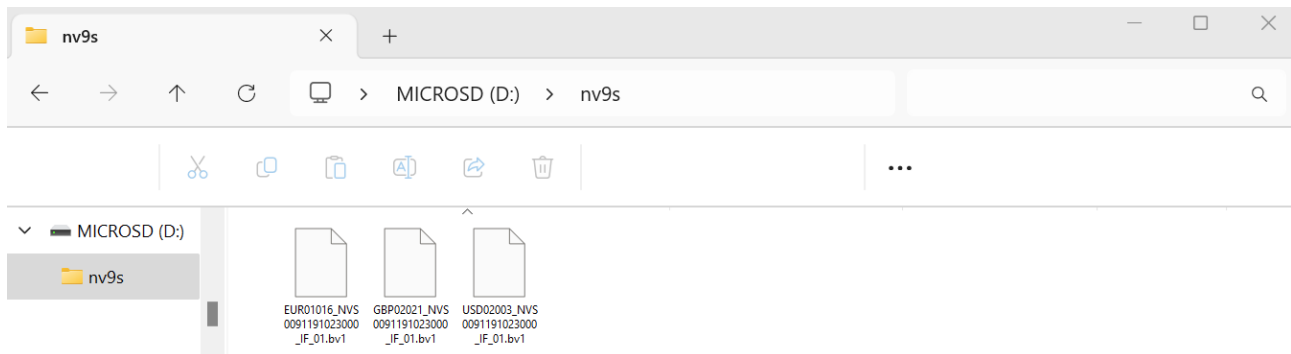 nv9s
MICROSD (D:) > nv9s
MICROSD (D:)
nv9s
EUR01016_NVS
0091191023000
_IF_01.bv1
GBP02021_NVS
0091191023000
_IF_01.bv1
USD02003_NVS
0091191023000
_IF_01.bv1